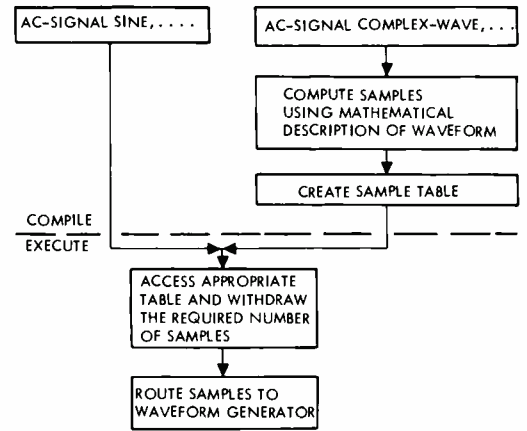 AC-SIGNAL SINE, . . . .
AC-SIGNAL COMPLEX-WAVE, . . .
COMPUTE SAMPLES
USING MATHEMATICAL
DESCRIPTION OF WAVEFORM
CREATE SAMPLE TABLE
COMPILE
EXECUTE
ACCESS APPROPRIATE
TABLE AND WITHDRAW
THE REQUIRED NUMBER
OF SAMPLES
ROUTE SAMPLES TO
WAVEFORM GENERATOR